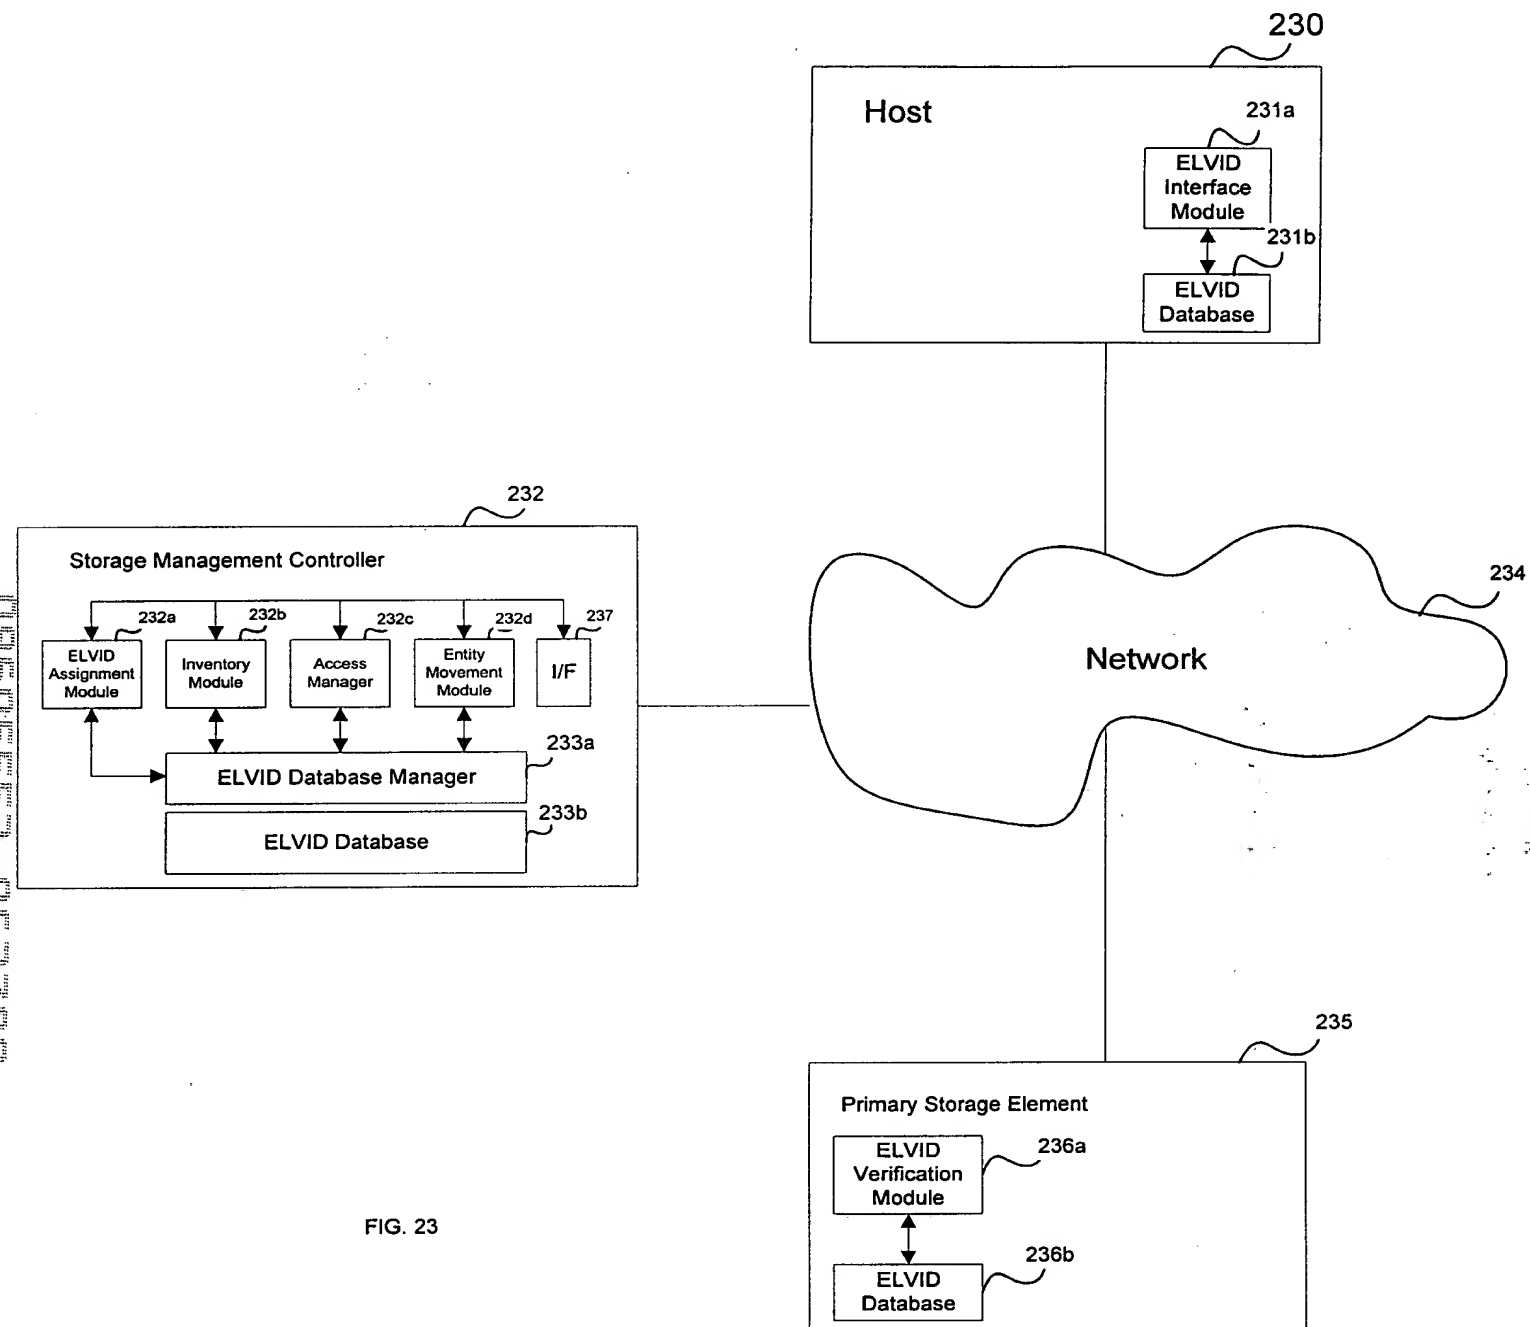 230
Host
231a
ELVID
Interface
Module
231b
ELVID
Database
232
Storage Management Controller
232a
232b
232c
232d
237
ELVID
Assignment
Module
Inventory
Module
Access
Manager
Entity
Movement
Module
I/F
233a
ELVID Database Manager
233b
ELVID Database
234
Network
235
Primary Storage Element
ELVID
Verification
Module
236a
236b
ELVID
Database
FIG. 23